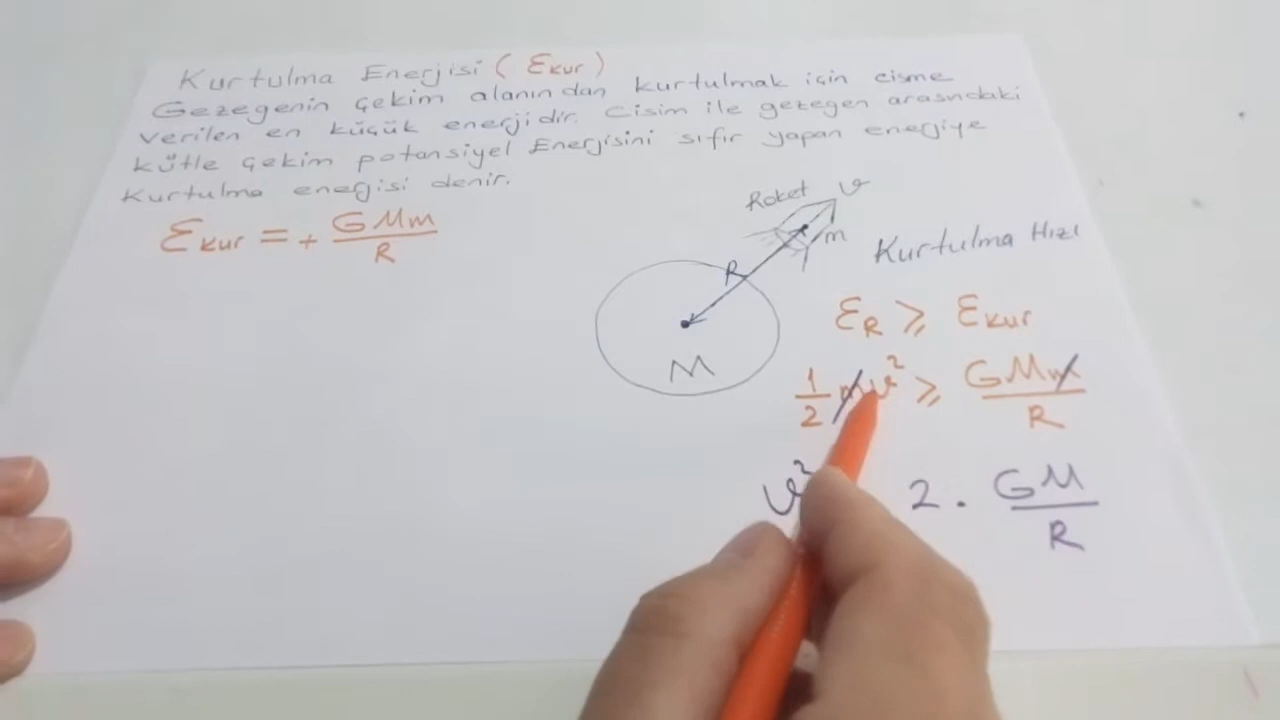 Kurtulma Enerjisi (Ekur)
Gezegenin çekim alanından kurtulmak için cisme
verilen en küçük enerjidir. Cisim ile gezegen arasındaki
kütle çekim potansiyel Enerjisini sıfır yapan enerjiye
Kurtulma enerjisi denir.
Ekur = + GMm / R
Roket v
m
R
M
Kurtulma Hızı
ER ⩾ Ekur
1/2 mv² ⩾ GMm / R
v² 2 . GM / R